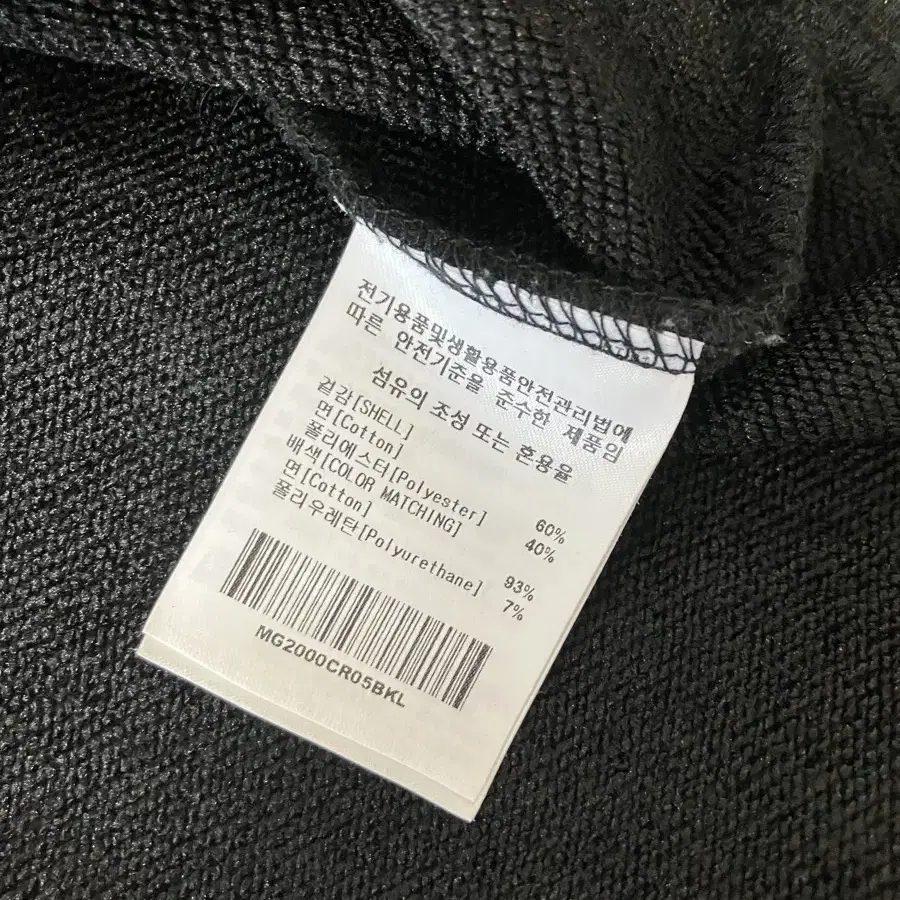 전기용품및생활용품안전관리법에
따른 안전기준을 준수한 제품임
섬유의 조성 또는 혼용율
겉감[SHELL]
면[Cotton] 60%
폴리에스터[Polyester] 40%
배색[COLOR MATCHING]
면[Cotton] 93%
폴리우레탄[Polyurethane] 7%
MG2000CR05BKL